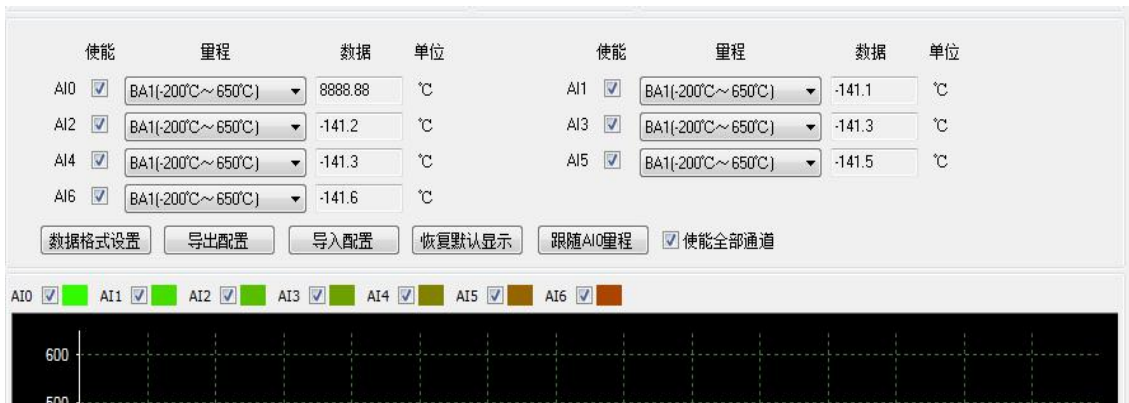 使能 量程 数据 单位 使能 量程 数据 单位
AI0 BA1(-200℃~650℃) 8888.88 ℃ AI1 BA1(-200℃~650℃) -141.1 ℃
AI2 BA1(-200℃~650℃) -141.2 ℃ AI3 BA1(-200℃~650℃) -141.3 ℃
AI4 BA1(-200℃~650℃) -141.3 ℃ AI5 BA1(-200℃~650℃) -141.5 ℃
AI6 BA1(-200℃~650℃) -141.6 ℃
数据格式设置 导出配置 导入配置 恢复默认显示 跟随AI0里程 使能全部通道
AI0 AI1 AI2 AI3 AI4 AI5 AI6
600
500